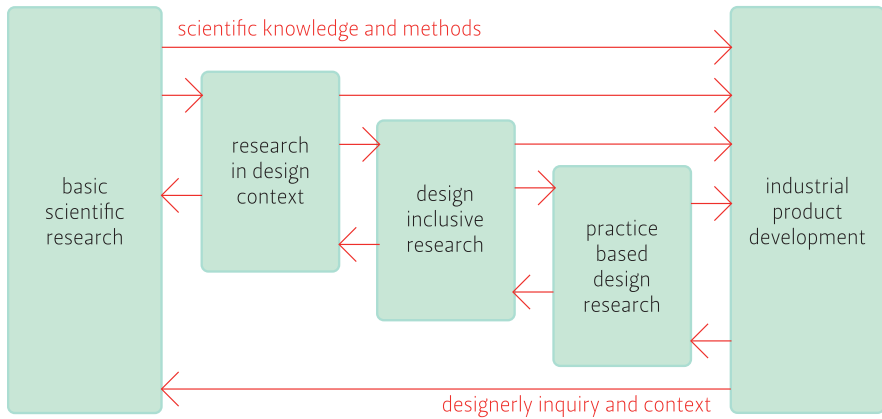 scientific knowledge and methods
basic
scientific
research
research
in design
context
design
inclusive
research
practice
based
design
research
industrial
product
development
designerly inquiry and context